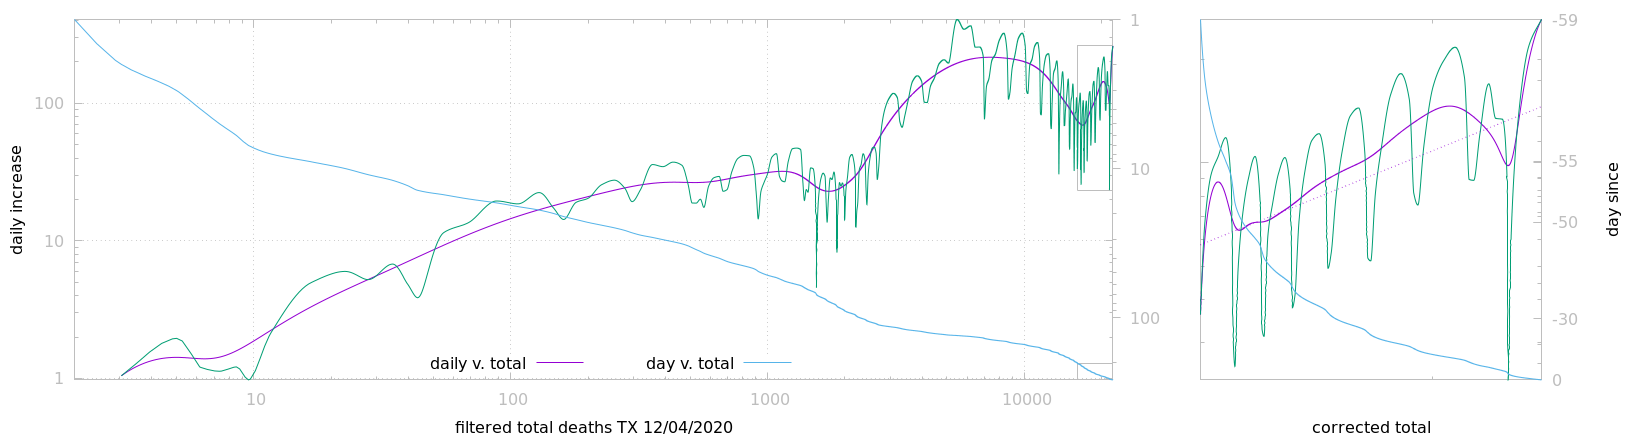 daily increase
100
10
1
daily v. total
day v. total
10
100
1000
10000
filtered total deaths TX 12/04/2020
1
10
100
-59
-55
-50
-30
0
day since
corrected total